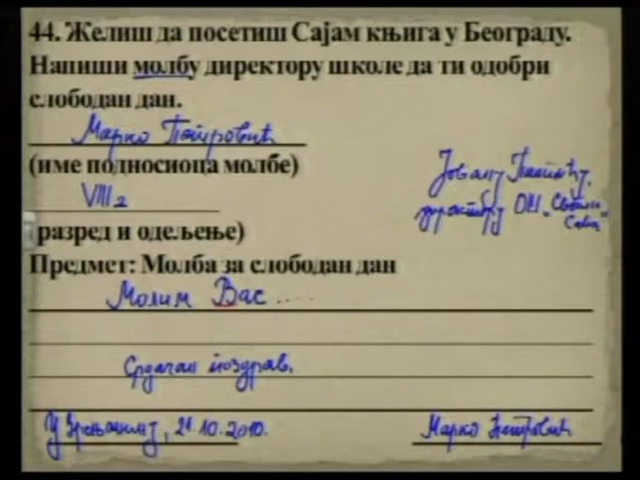 44. Желиш да посетиш Сајам књига у Београду.
Напиши молбу директору школе да ти одобри
слободан дан.
Марко Петровић
(име подносиоца молбе)
VIII2
Јовану
директору ОШ „Свети
Сава"
(разред и одељење)
Предмет: Молба за слободан дан
Молим Вас ....
Срдачан поздрав.
У Зрењанину, 21.10.2010.
Марко Петровић